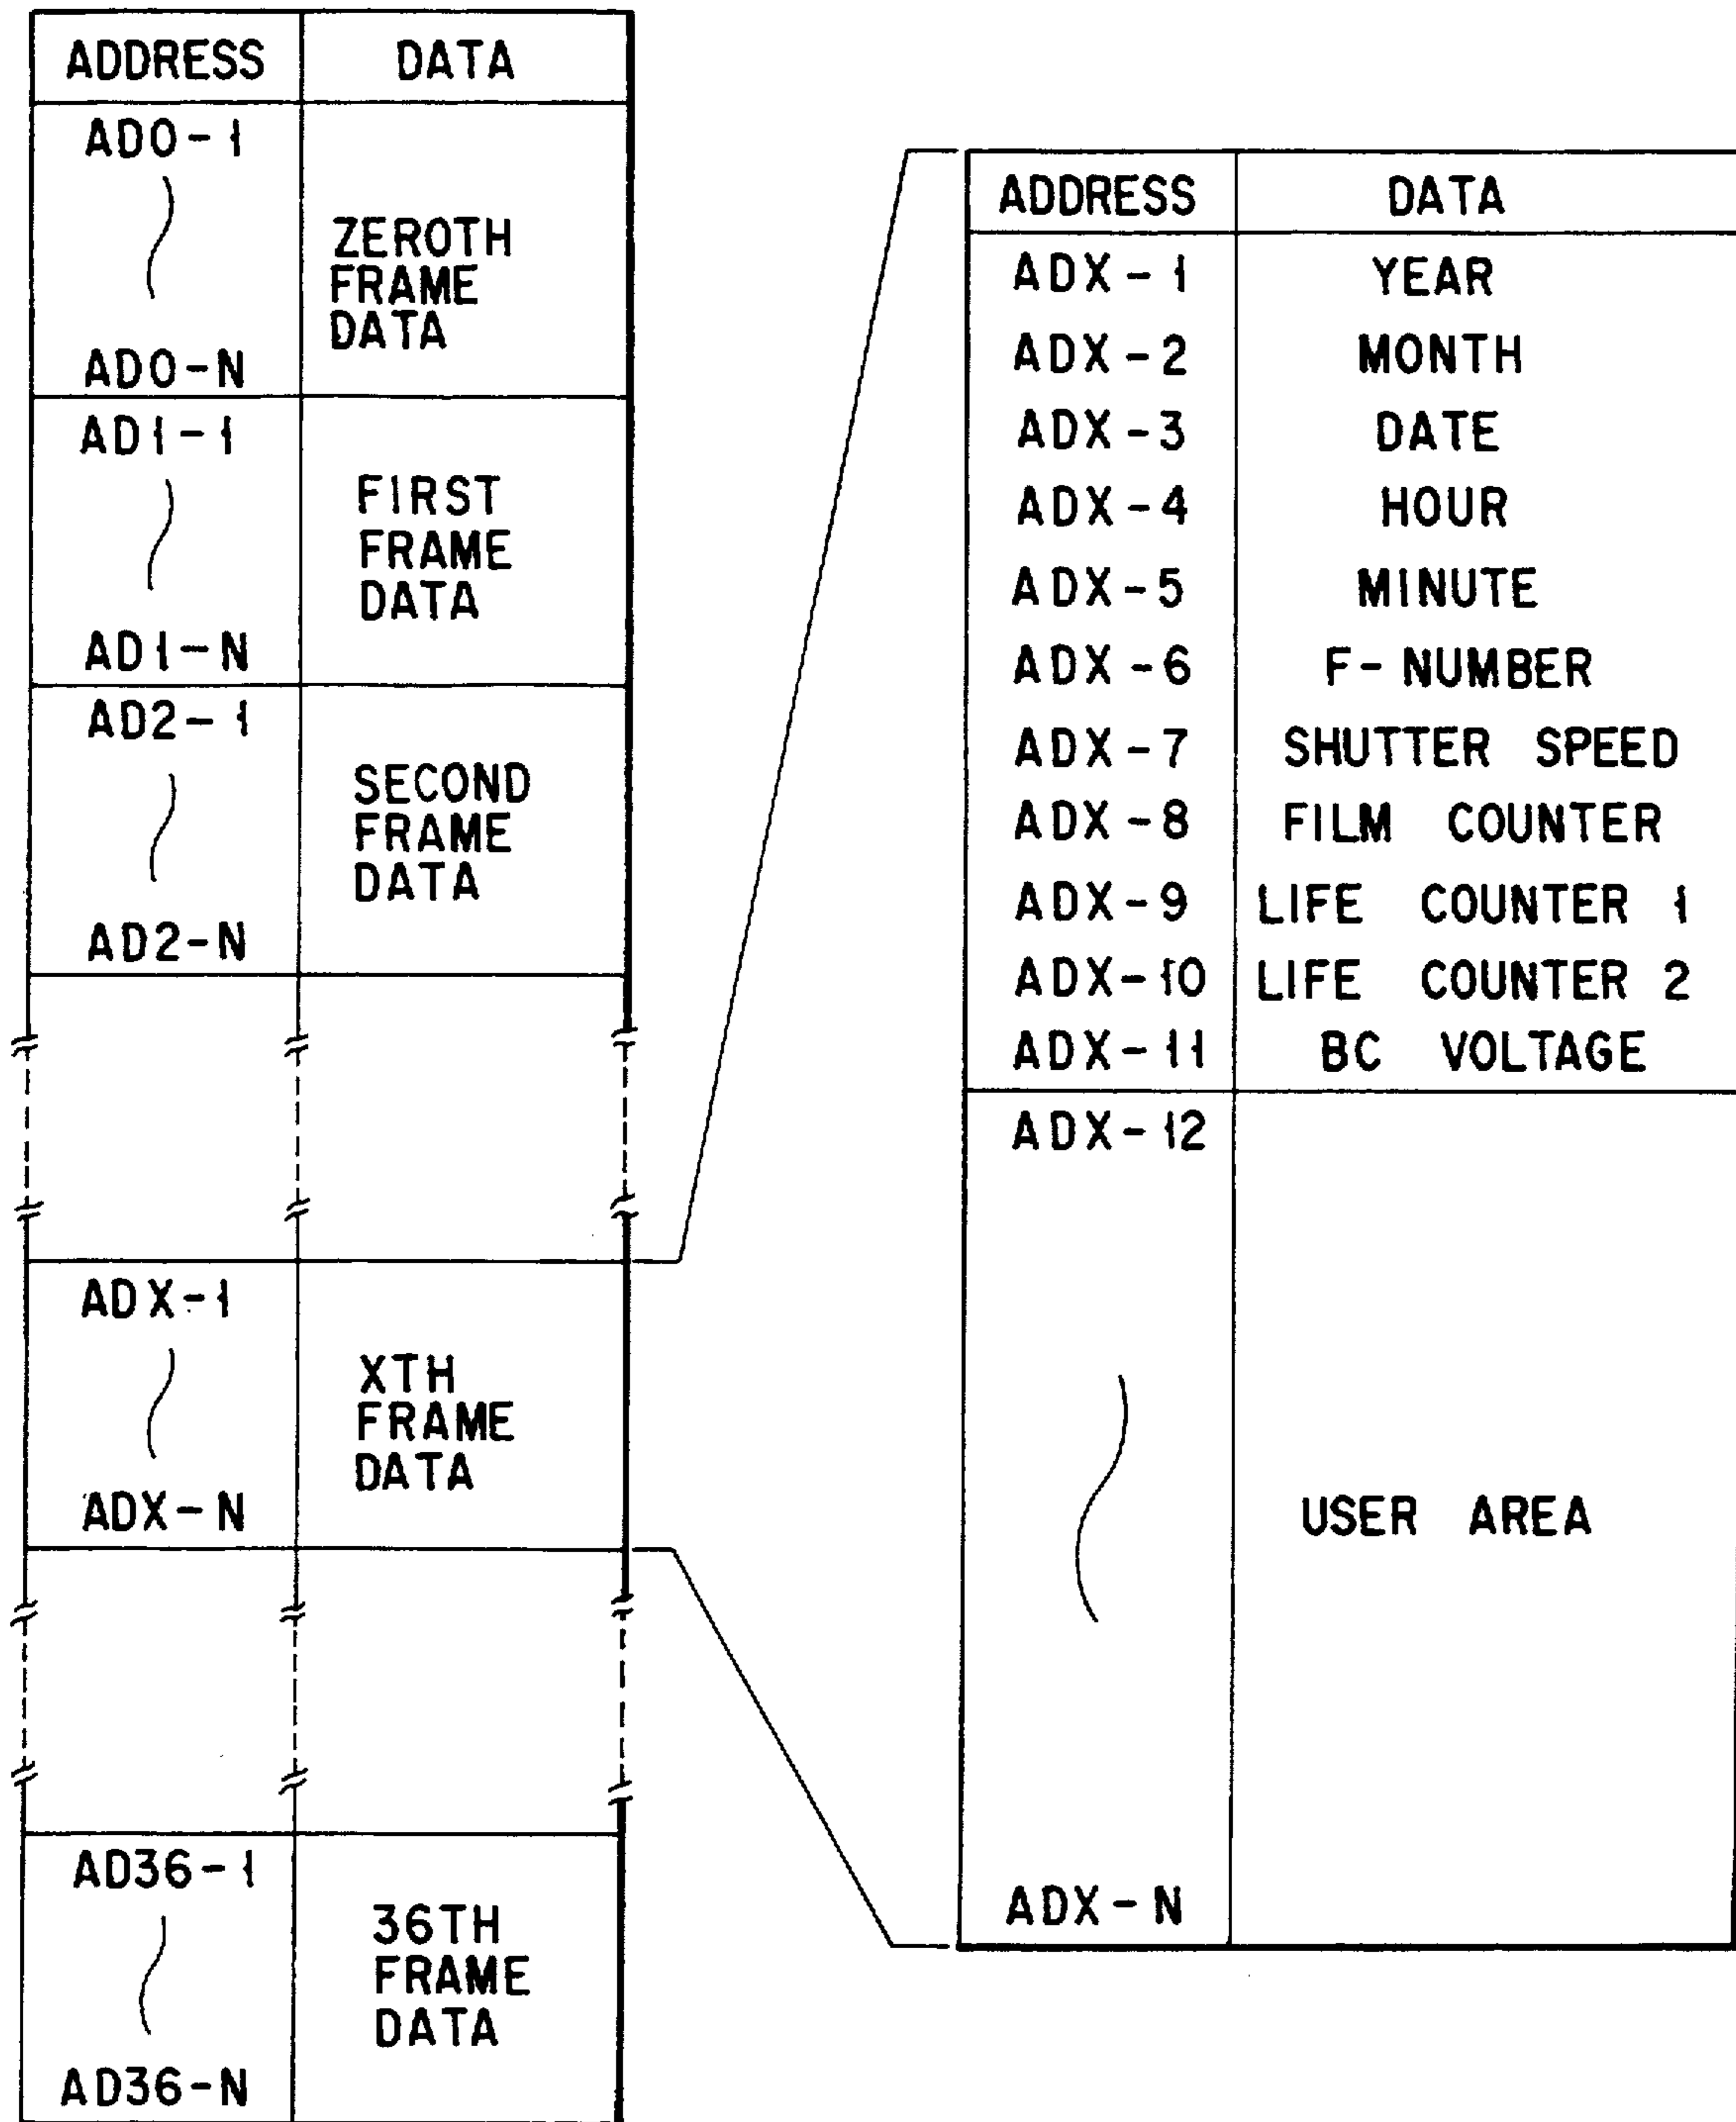 ADDRESS DATA
AD0-1
ZEROTH
FRAME
DATA
AD0-N
AD1-1
FIRST
FRAME
DATA
AD1-N
AD2-1
SECOND
FRAME
DATA
AD2-N
ADX-1
XTH
FRAME
DATA
ADX-N
AD36-1
36TH
FRAME
DATA
AD36-N
ADDRESS DATA
ADX-1 YEAR
ADX-2 MONTH
ADX-3 DATE
ADX-4 HOUR
ADX-5 MINUTE
ADX-6 F-NUMBER
ADX-7 SHUTTER SPEED
ADX-8 FILM COUNTER
ADX-9 LIFE COUNTER 1
ADX-10 LIFE COUNTER 2
ADX-11 BC VOLTAGE
ADX-12
USER AREA
ADX-N